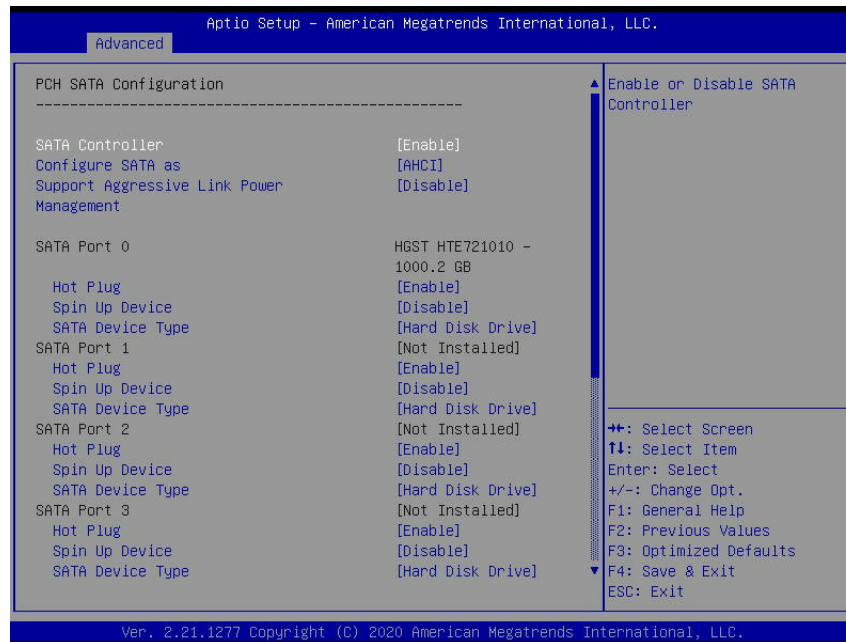 Aptio Setup – American Megatrends International, LLC.
Advanced
PCH SATA Configuration
--------------------------------------------------
SATA Controller [Enable]
Configure SATA as [AHCI]
Support Aggressive Link Power [Disable]
Management
SATA Port 0 HGST HTE721010 –
1000.2 GB
Hot Plug [Enable]
Spin Up Device [Disable]
SATA Device Type [Hard Disk Drive]
SATA Port 1 [Not Installed]
Hot Plug [Enable]
Spin Up Device [Disable]
SATA Device Type [Hard Disk Drive]
SATA Port 2 [Not Installed]
Hot Plug [Enable]
Spin Up Device [Disable]
SATA Device Type [Hard Disk Drive]
SATA Port 3 [Not Installed]
Hot Plug [Enable]
Spin Up Device [Disable]
SATA Device Type [Hard Disk Drive]
Enable or Disable SATA
Controller
→←: Select Screen
↑↓: Select Item
Enter: Select
+/-: Change Opt.
F1: General Help
F2: Previous Values
F3: Optimized Defaults
F4: Save & Exit
ESC: Exit
Ver. 2.21.1277 Copyright (C) 2020 American Megatrends International, LLC.